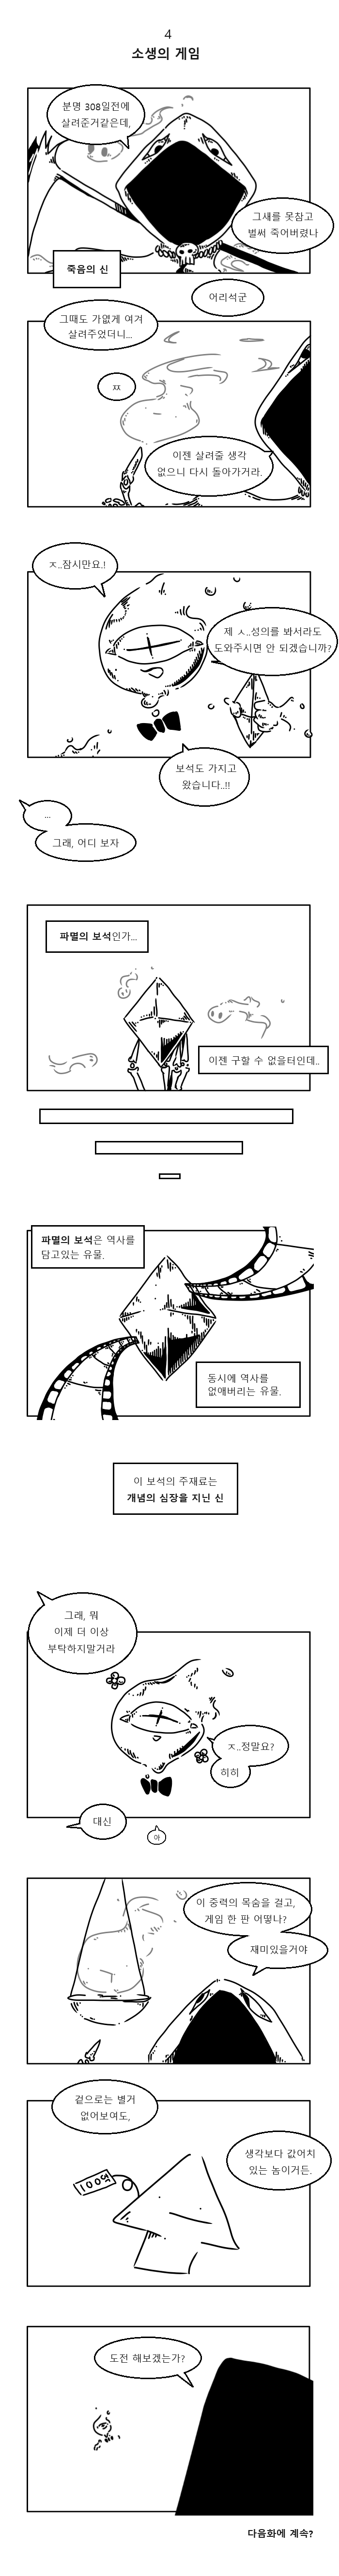 4
소생의 게임
분명 308일전에
살려준거같은데,
그새를 못참고
벌써 죽어버렸나
죽음의 신
어리석군
그때도 가엾게 여겨
살려주었더니...
ㅉㅉ
이젠 살려줄 생각
없으니 다시 돌아가거라.
ㅈ..잠시만요.!
제 ㅅ..성의를 봐서라도
도와주시면 안 되겠습니까?
보석도 가지고
왔습니다..!!
...
그래, 어디 보자
파멸의 보석인가...
이젠 구할 수 없을터인데..
파멸의 보석은 역사를
담고있는 유물.
동시에 역사를
없애버리는 유물.
이 보석의 주재료는
개념의 심장을 지닌 신
그래, 뭐
이제 더 이상
부탁하지말거라
ㅈ..정말요?
히히
대신
아
이 중력의 목숨을 걸고,
게임 한 판 어떻나?
재미있을거야
겉으로는 별거
없어보여도,
생각보다 값어치
있는 놈이거든.
100억
도전 해보겠는가?
다음화에 계속?